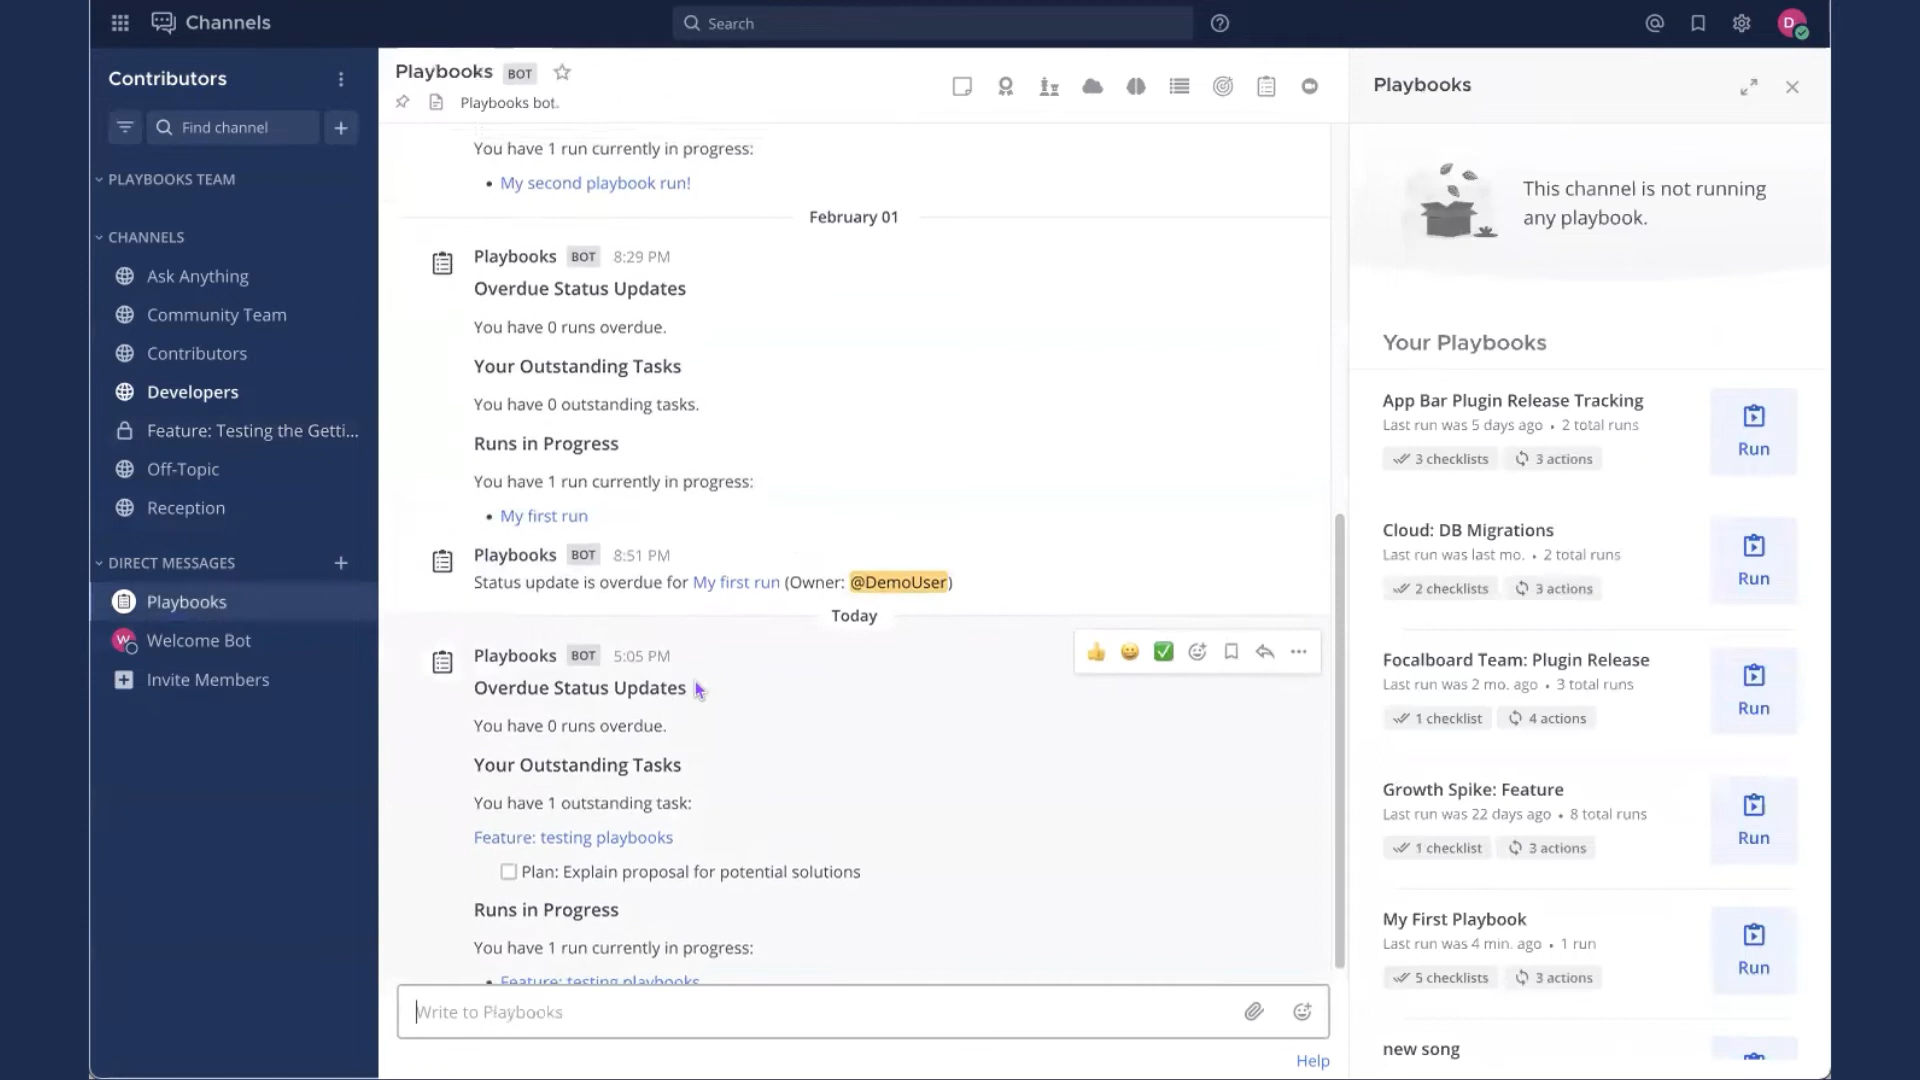 Channels
Search
D
Contributors
Find channel
PLAYBOOKS TEAM
CHANNELS
Ask Anything
Community Team
Contributors
Developers
Feature: Testing the Getti...
Off-Topic
Reception
DIRECT MESSAGES
Playbooks
W
Welcome Bot
Invite Members
Playbooks BOT
Playbooks bot.
You have 1 run currently in progress:
• My second playbook run!
February 01
Playbooks BOT 8:29 PM
Overdue Status Updates
You have 0 runs overdue.
Your Outstanding Tasks
You have 0 outstanding tasks.
Runs in Progress
You have 1 run currently in progress:
• My first run
Playbooks BOT 8:51 PM
Status update is overdue for My first run (Owner: @DemoUser)
Today
Playbooks BOT 5:05 PM
Overdue Status Updates
You have 0 runs overdue.
Your Outstanding Tasks
You have 1 outstanding task:
Feature: testing playbooks
Plan: Explain proposal for potential solutions
Runs in Progress
You have 1 run currently in progress:
• Feature: testing playbooks
Write to Playbooks
Help
Playbooks
This channel is not running
any playbook.
Your Playbooks
App Bar Plugin Release Tracking
Last run was 5 days ago • 2 total runs
3 checklists 3 actions
Run
Cloud: DB Migrations
Last run was last mo. • 2 total runs
2 checklists 3 actions
Run
Focalboard Team: Plugin Release
Last run was 2 mo. ago • 3 total runs
1 checklist 4 actions
Run
Growth Spike: Feature
Last run was 22 days ago • 8 total runs
1 checklist 3 actions
Run
My First Playbook
Last run was 4 min. ago • 1 run
5 checklists 3 actions
Run
new song